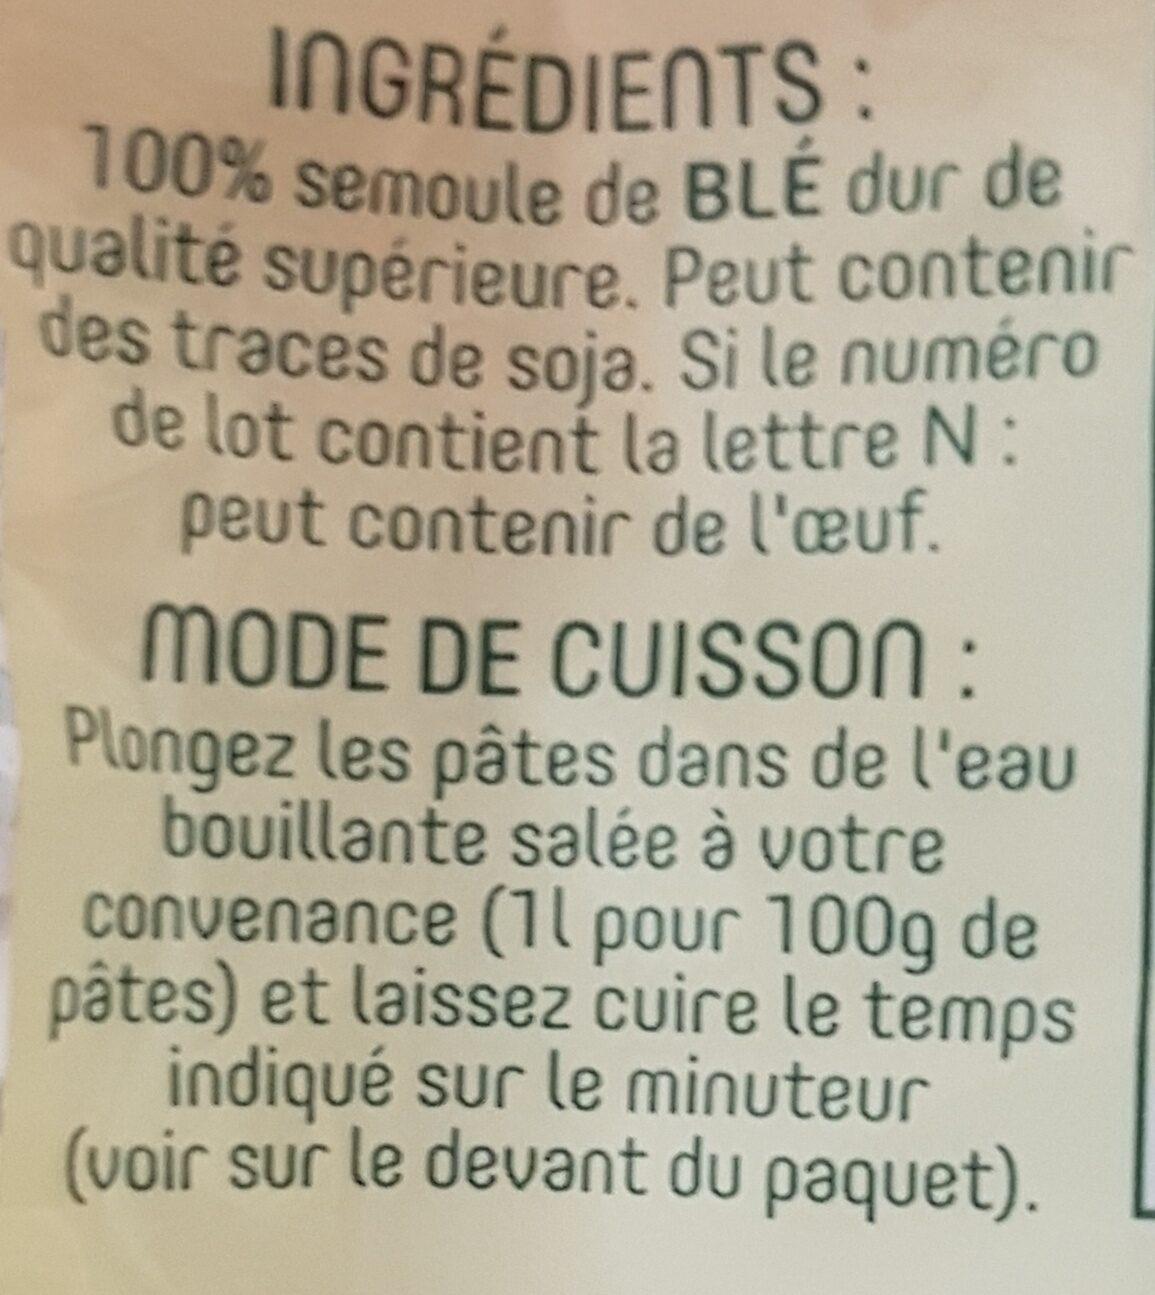 INGRÉDIENTS :
100% semoule de BLÉ dur de
qualité supérieure. Peut contenir
des traces de soja. Si le numéro
de lot contient la lettre N :
peut contenir de l'œuf.
MODE DE CUISSON :
Plongez les pâtes dans de l'eau
bouillante salée à votre
convenance (1l pour 100g de
pâtes) et laissez cuire le temps
indiqué sur le minuteur
(voir sur le devant du paquet).